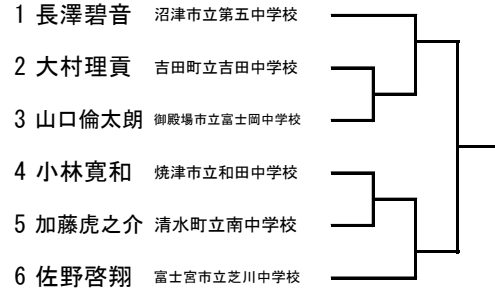 1 長澤碧音 沼津市立第五中学校
2 大村理貢 吉田町立吉田中学校
3 山口倫太朗 御殿場市立富士岡中学校
4 小林寛和 焼津市立和田中学校
5 加藤虎之介 清水町立南中学校
6 佐野啓翔 富士宮市立芝川中学校